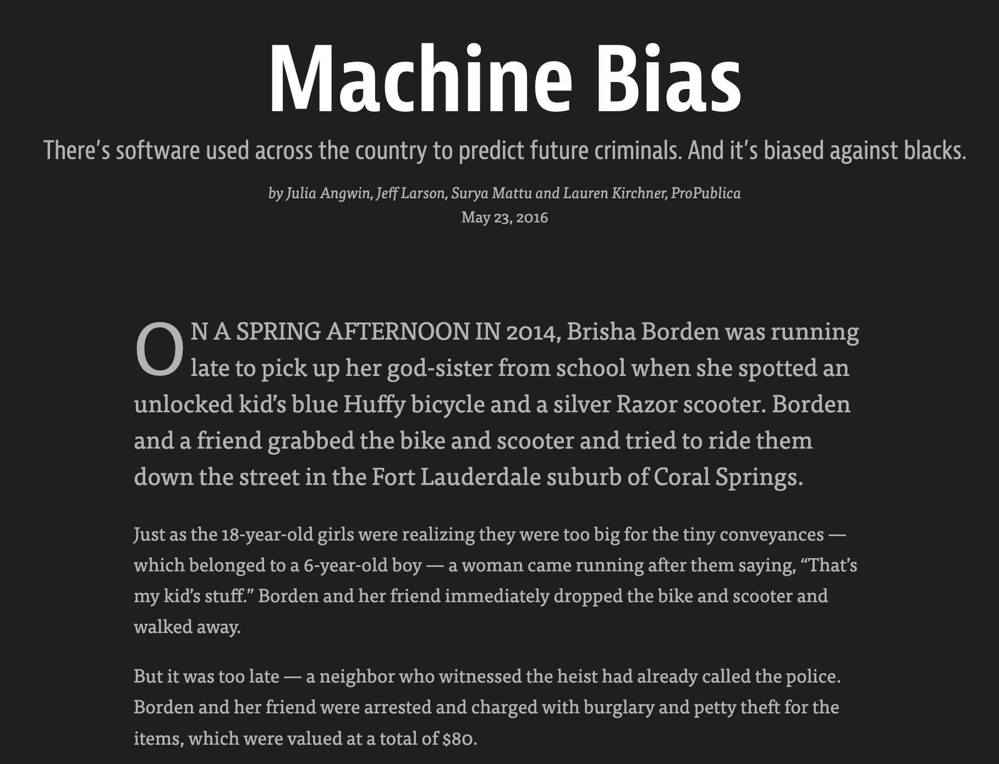 Machine Bias
There’s software used across the country to predict future criminals. And it’s biased against blacks.
by Julia Angwin, Jeff Larson, Surya Mattu and Lauren Kirchner, ProPublica
May 23, 2016
ON A SPRING AFTERNOON IN 2014, Brisha Borden was running
late to pick up her god-sister from school when she spotted an
unlocked kid’s blue Huffy bicycle and a silver Razor scooter. Borden
and a friend grabbed the bike and scooter and tried to ride them
down the street in the Fort Lauderdale suburb of Coral Springs.
Just as the 18-year-old girls were realizing they were too big for the tiny conveyances —
which belonged to a 6-year-old boy — a woman came running after them saying, “That’s
my kid’s stuff.” Borden and her friend immediately dropped the bike and scooter and
walked away.
But it was too late — a neighbor who witnessed the heist had already called the police.
Borden and her friend were arrested and charged with burglary and petty theft for the
items, which were valued at a total of $80.